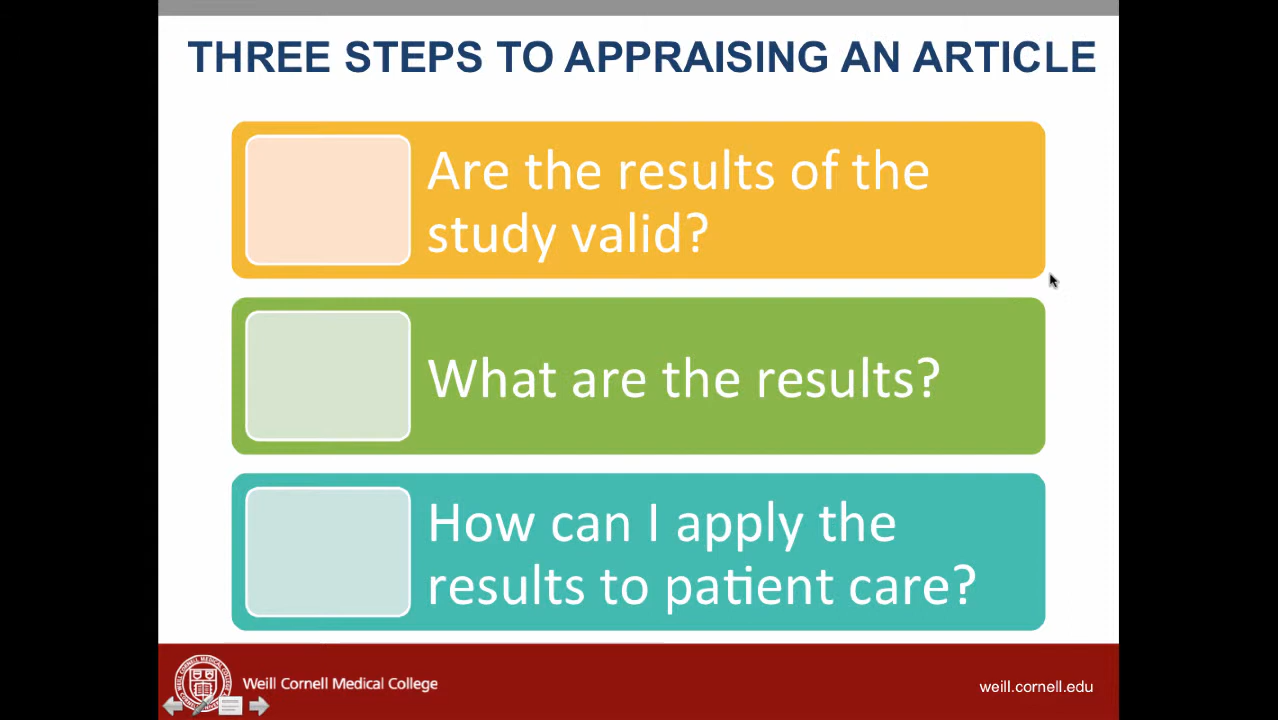 THREE STEPS TO APPRAISING AN ARTICLE
Are the results of the
study valid?
What are the results?
How can I apply the
results to patient care?
Weill Cornell Medical College
weill.cornell.edu